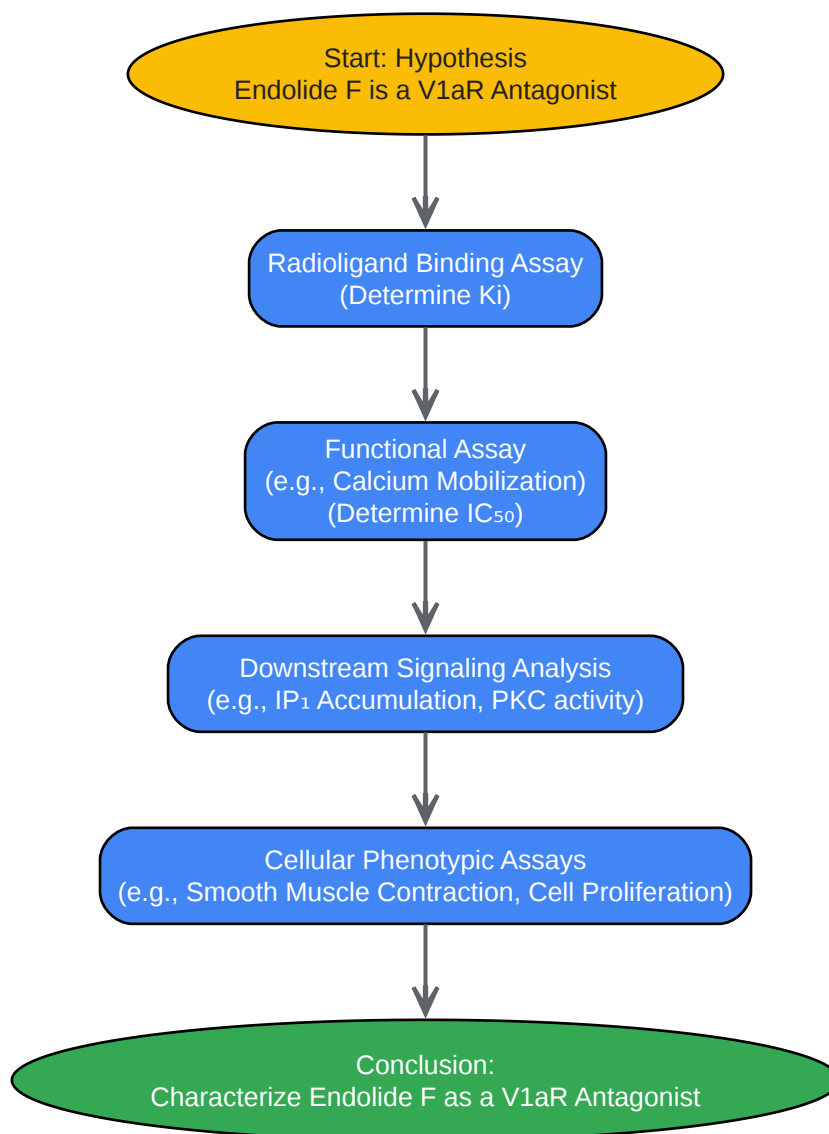 Start: Hypothesis
Endolide F is a V1aR Antagonist
Radioligand Binding Assay
(Determine Ki)
Functional Assay
(e.g., Calcium Mobilization)
(Determine IC₅₀)
Downstream Signaling Analysis
(e.g., IP₁ Accumulation, PKC activity)
Cellular Phenotypic Assays
(e.g., Smooth Muscle Contraction, Cell Proliferation)
Conclusion:
Characterize Endolide F as a V1aR Antagonist